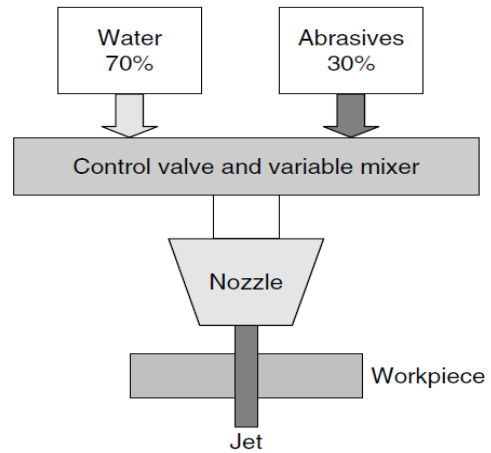 Water
70%
Abrasives
30%
Control valve and variable mixer
Nozzle
Workpiece
Jet